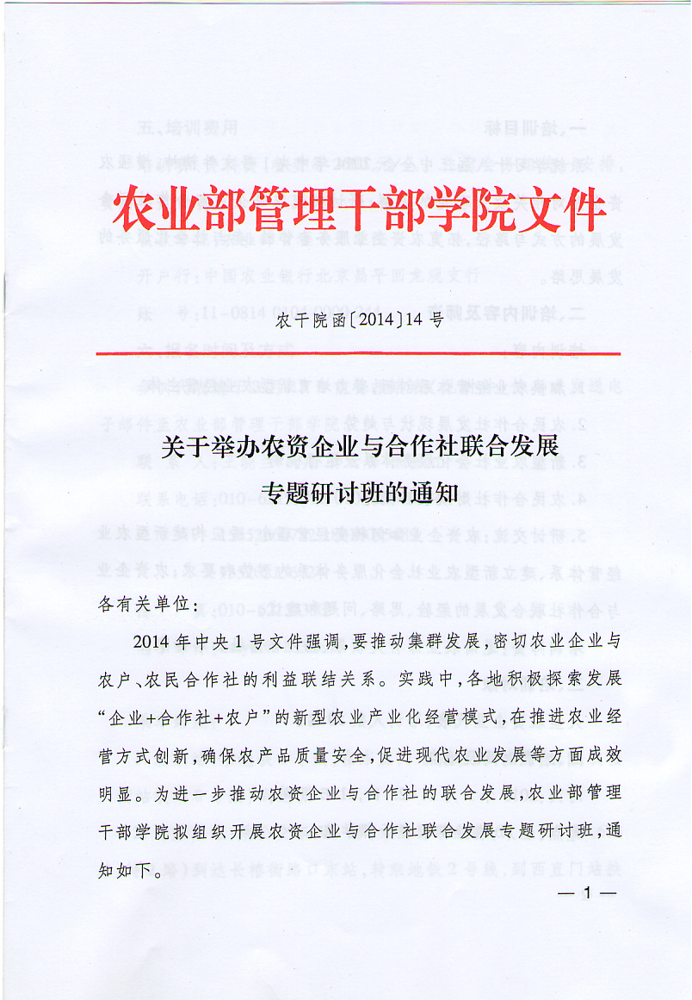 农业部管理干部学院文件
农干院函〔2014〕14号
关于举办农资企业与合作社联合发展
专题研讨班的通知
各有关单位：
2014年中央1号文件强调,要推动集群发展,密切农业企业与
农户、农民合作社的利益联结关系。实践中,各地积极探索发展
“企业+合作社+农户”的新型农业产业化经营模式,在推进农业经
营方式创新,确保农产品质量安全,促进现代农业发展等方面成效
明显。为进一步推动农资企业与合作社的联合发展,农业部管理
干部学院拟组织开展农资企业与合作社联合发展专题研讨班,通
知如下。
— 1 —